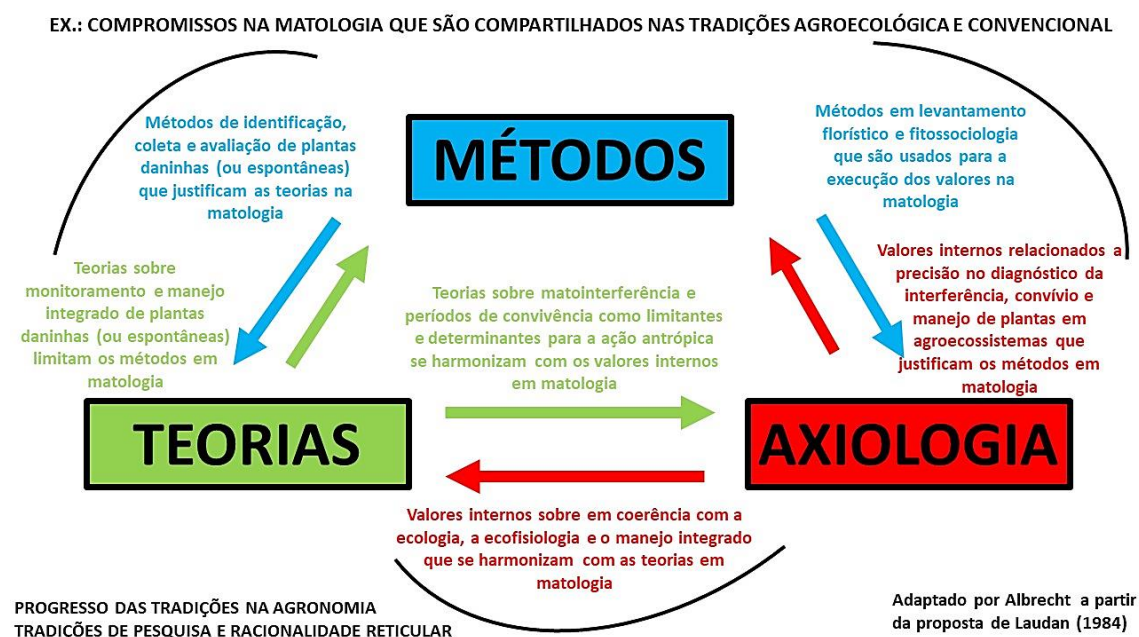 EX.: COMPROMISSOS NA MATOLOGIA QUE SÃO COMPARTILHADOS NAS TRADIÇÕES AGROECOLÓGICA E CONVENCIONAL
Métodos de identificação,
coleta e avaliação de plantas
daninhas (ou espontâneas)
que justificam as teorias na
matologia
MÉTODOS
Métodos em levantamento
florístico e fitossociologia
que são usados para a
execução dos valores na
matologia
Teorias sobre
monitoramento e manejo
integrado de plantas
daninhas (ou espontâneas)
limitam os métodos em
matologia
Teorias sobre matointerferência e
períodos de convivência como limitantes
e determinantes para a ação antrópica
se harmonizam com os valores internos
em matologia
Valores internos relacionados a
precisão no diagnóstico da
interferência, convívio e
manejo de plantas em
agroecossistemas que
justificam os métodos em
matologia
TEORIAS
AXIOLOGIA
Valores internos sobre em coerência com a
ecologia, a ecofisiologia e o manejo integrado
que se harmonizam com as teorias em
matologia
PROGRESSO DAS TRADIÇÕES NA AGRONOMIA
TRADIÇÕES DE PESQUISA E RACIONALIDADE RETICULAR
Adaptado por Albrecht a partir
da proposta de Laudan (1984)